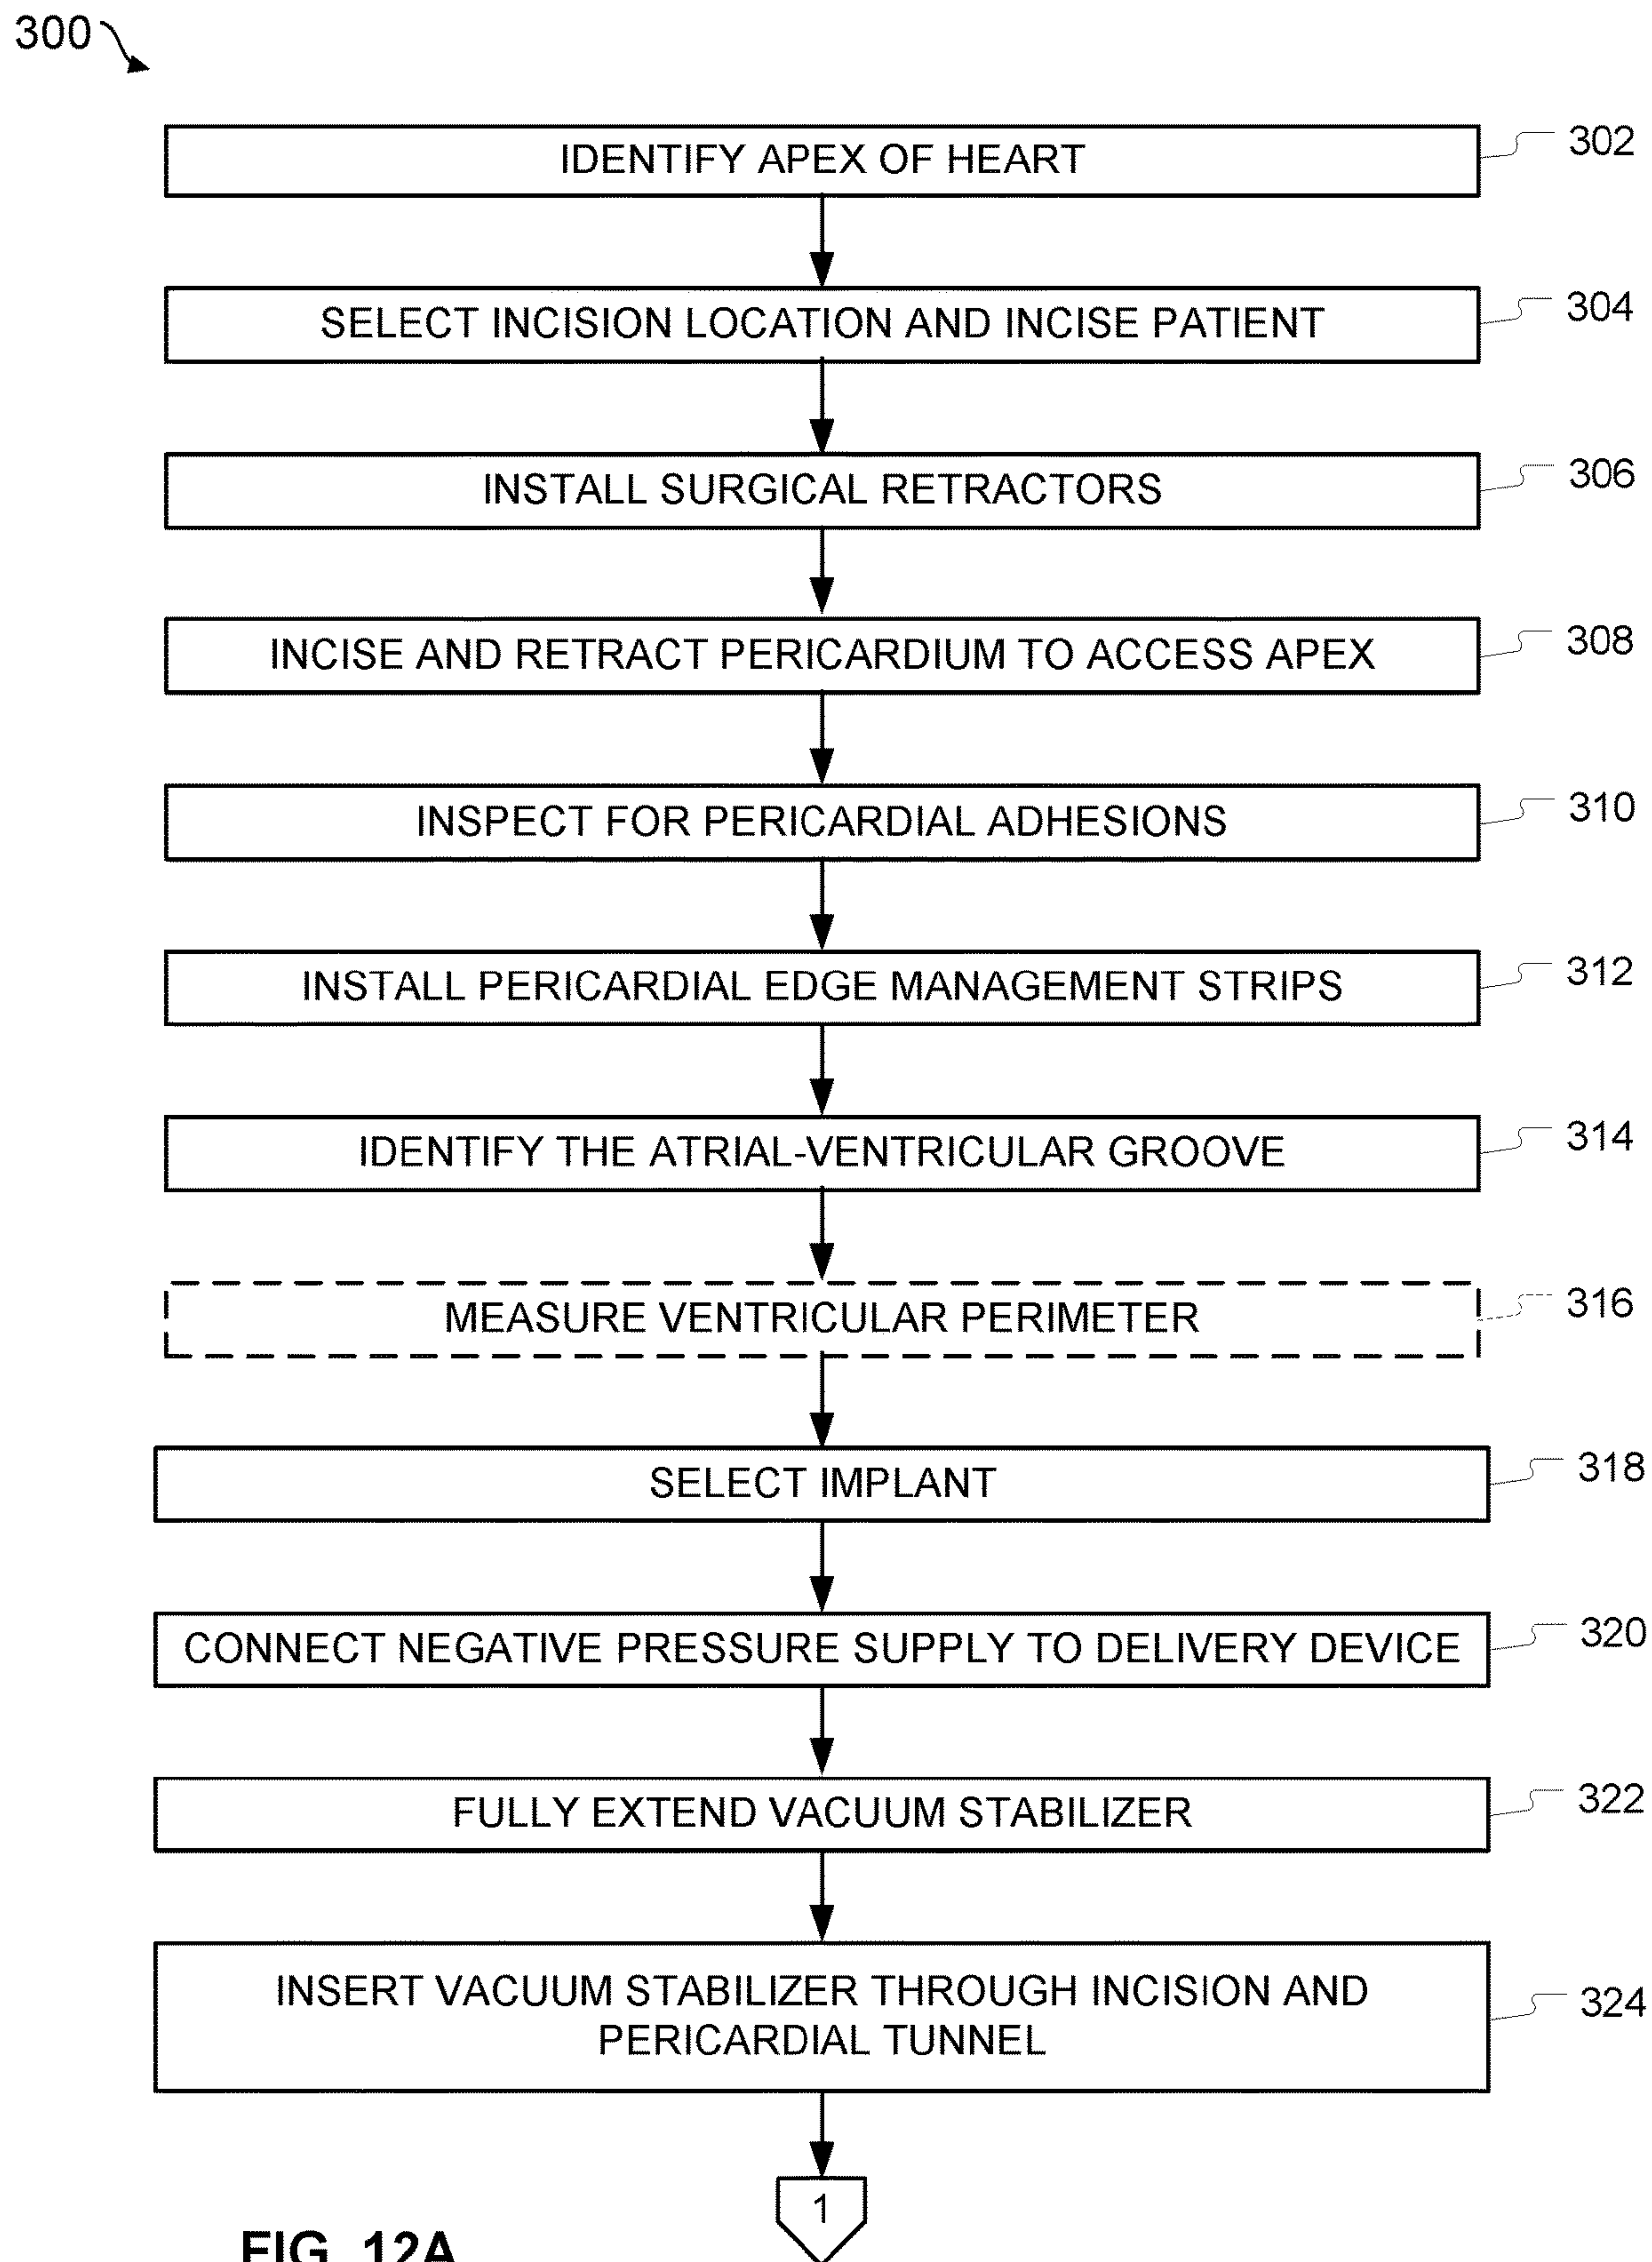 300
IDENTIFY APEX OF HEART
302
SELECT INCISION LOCATION AND INCISE PATIENT
304
INSTALL SURGICAL RETRACTORS
306
INCISE AND RETRACT PERICARDIUM TO ACCESS APEX
308
INSPECT FOR PERICARDIAL ADHESIONS
310
INSTALL PERICARDIAL EDGE MANAGEMENT STRIPS
312
IDENTIFY THE ATRIAL-VENTRICULAR GROOVE
314
MEASURE VENTRICULAR PERIMETER
316
SELECT IMPLANT
318
CONNECT NEGATIVE PRESSURE SUPPLY TO DELIVERY DEVICE
320
FULLY EXTEND VACUUM STABILIZER
322
INSERT VACUUM STABILIZER THROUGH INCISION AND
PERICARDIAL TUNNEL
324
1
FIG. 12A